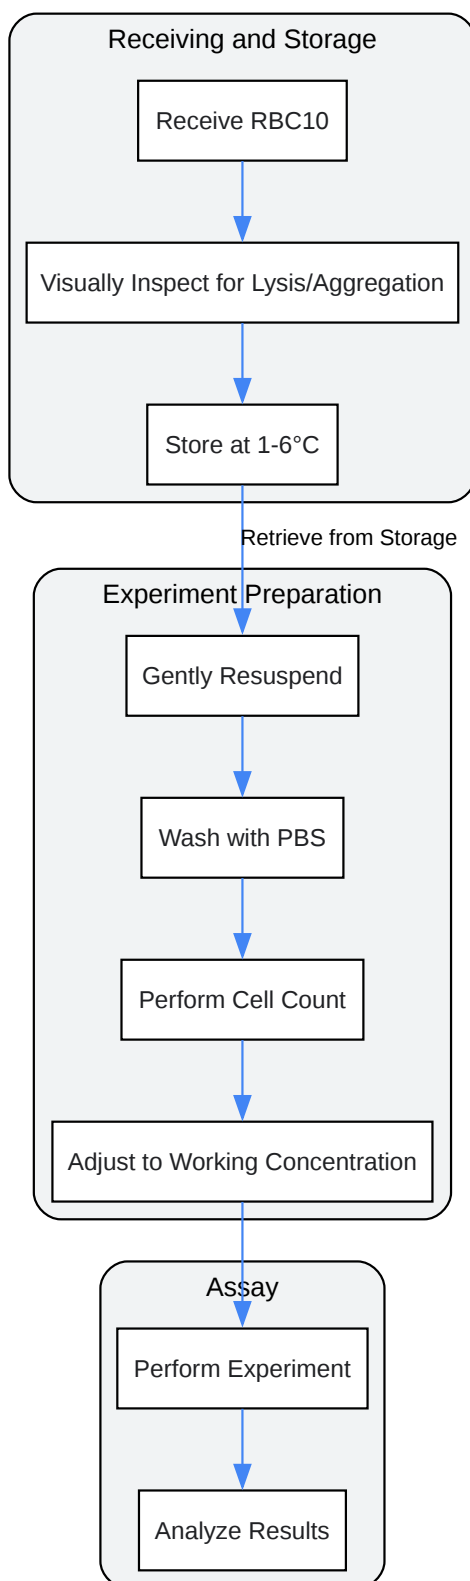 Receiving and Storage
Receive RBC10
Visually Inspect for Lysis/Aggregation
Store at 1-6°C
Retrieve from Storage
Experiment Preparation
Gently Resuspend
Wash with PBS
Perform Cell Count
Adjust to Working Concentration
Assay
Perform Experiment
Analyze Results